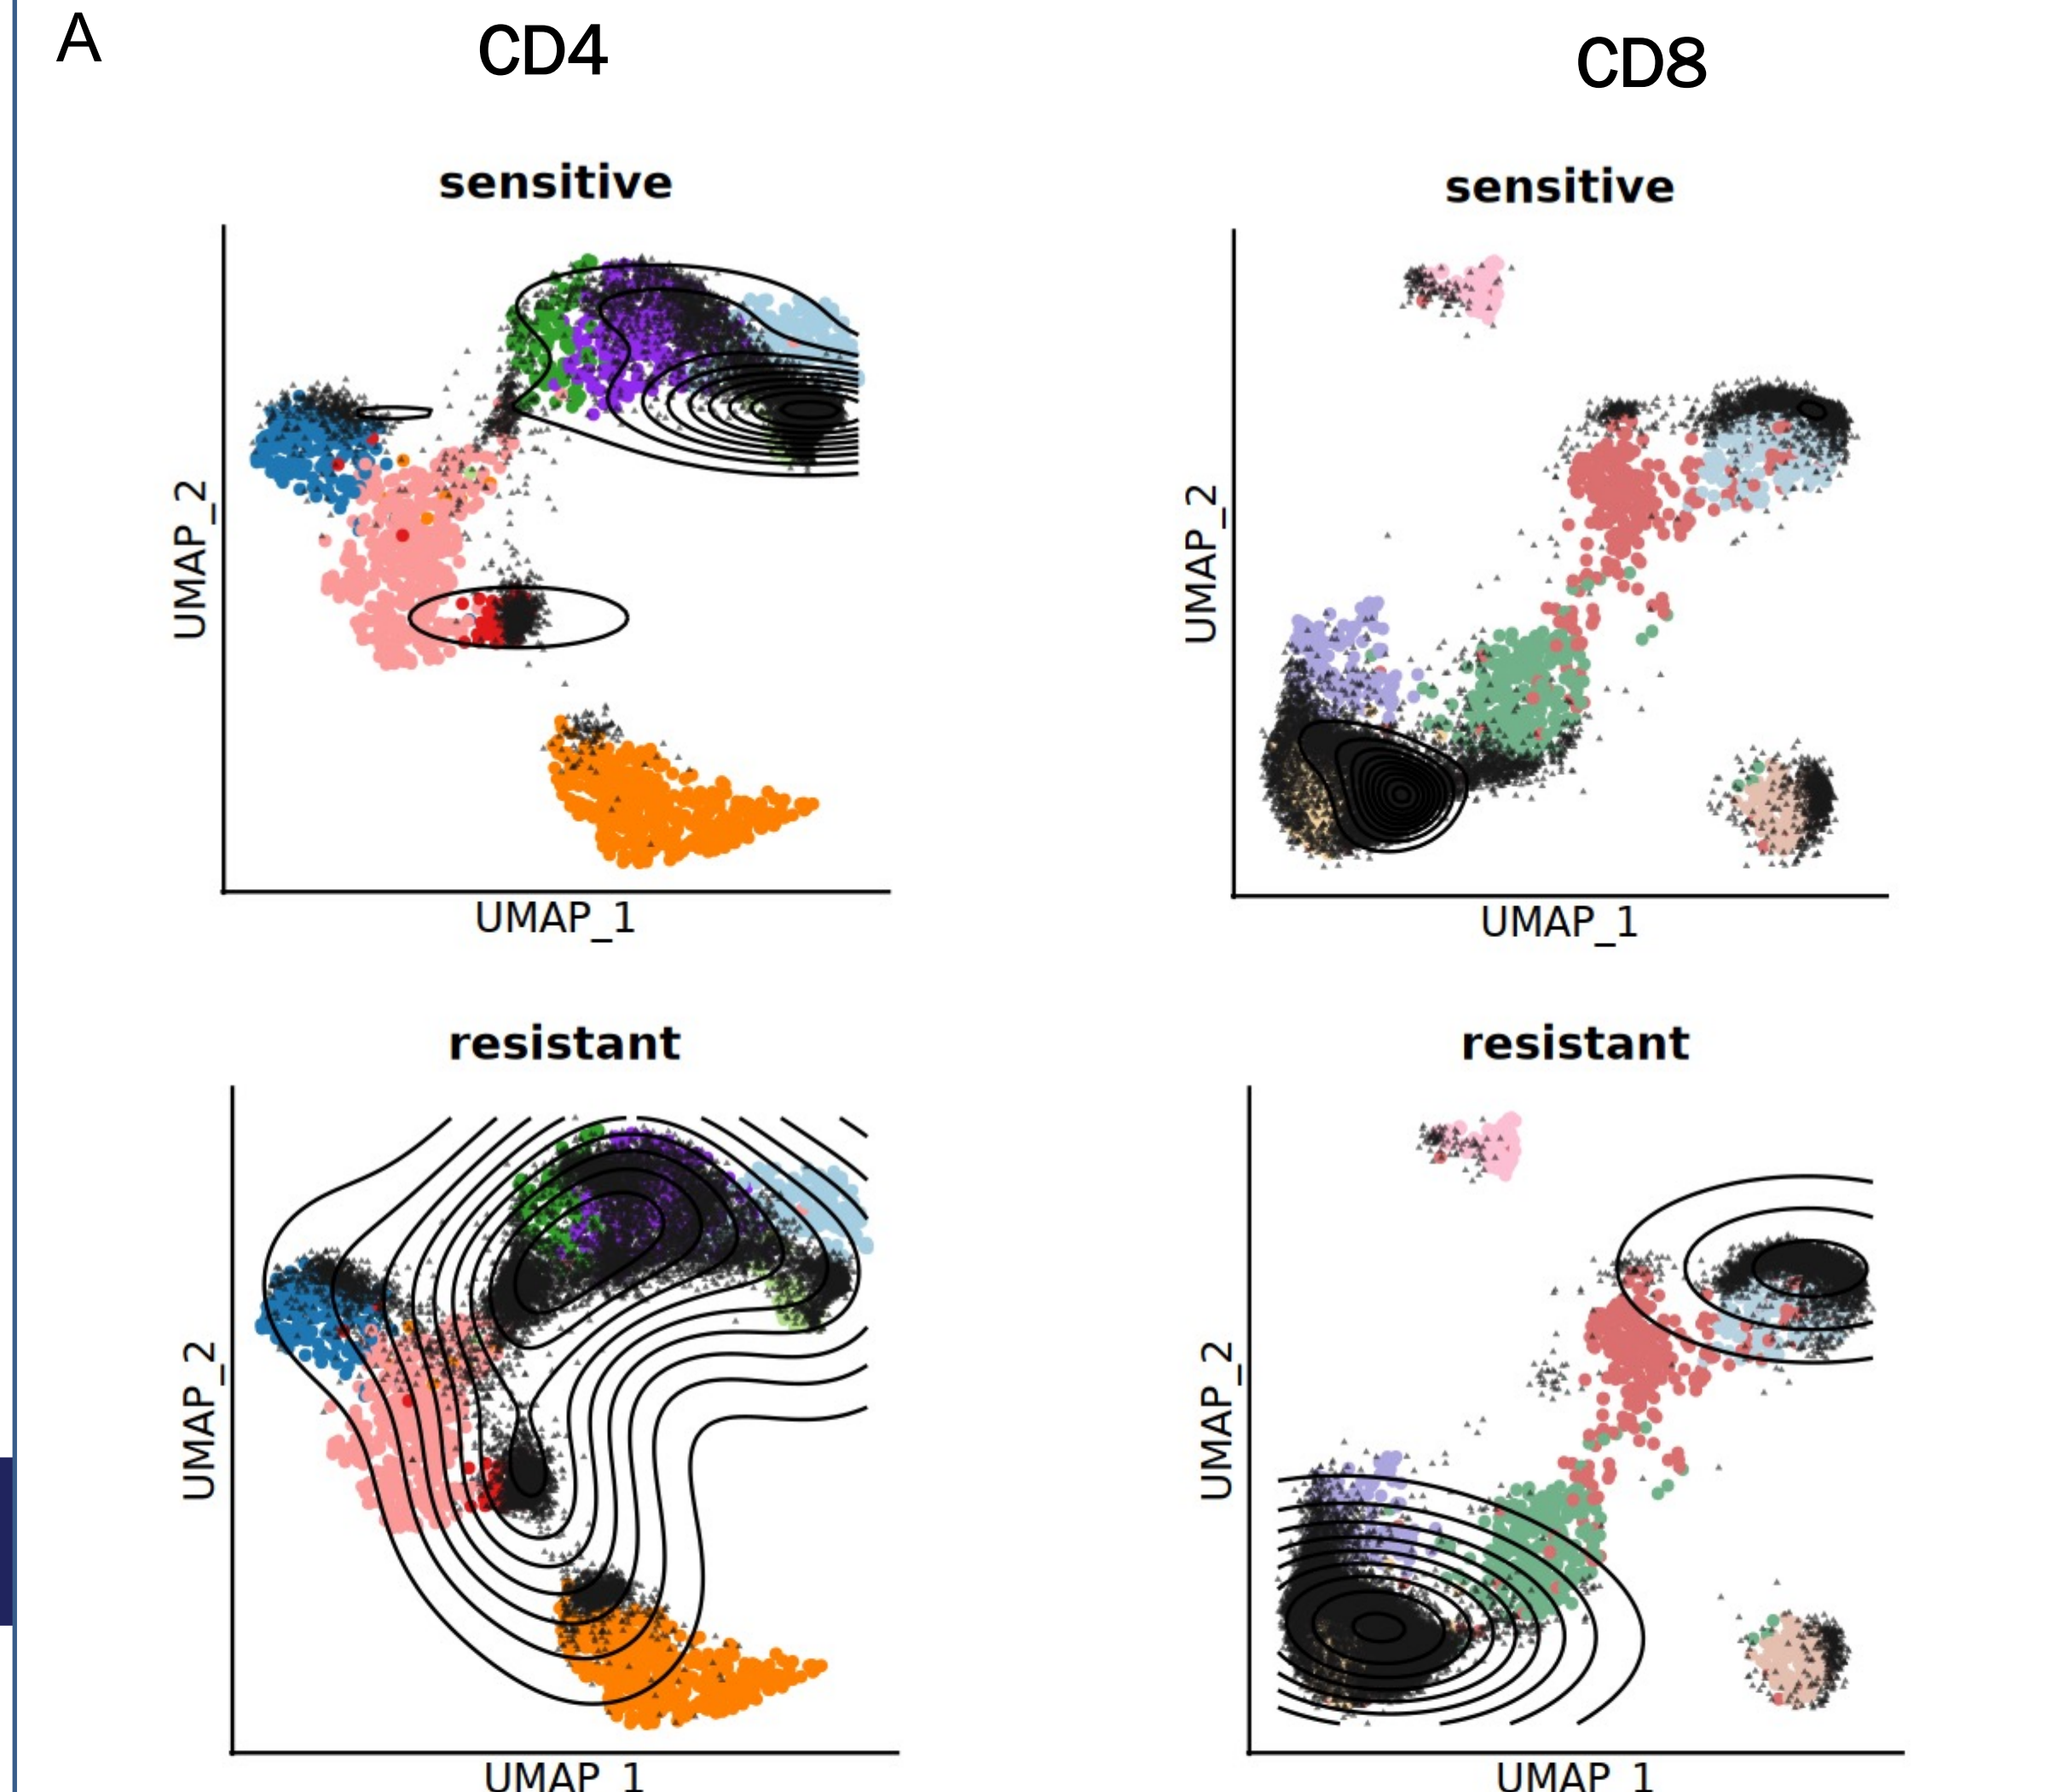 A
CD4
CD8
sensitive
sensitive
UMAP_2
UMAP_2
UMAP_1
UMAP_1
resistant
resistant
UMAP_2
UMAP_2
UMAP_1
UMAP_1